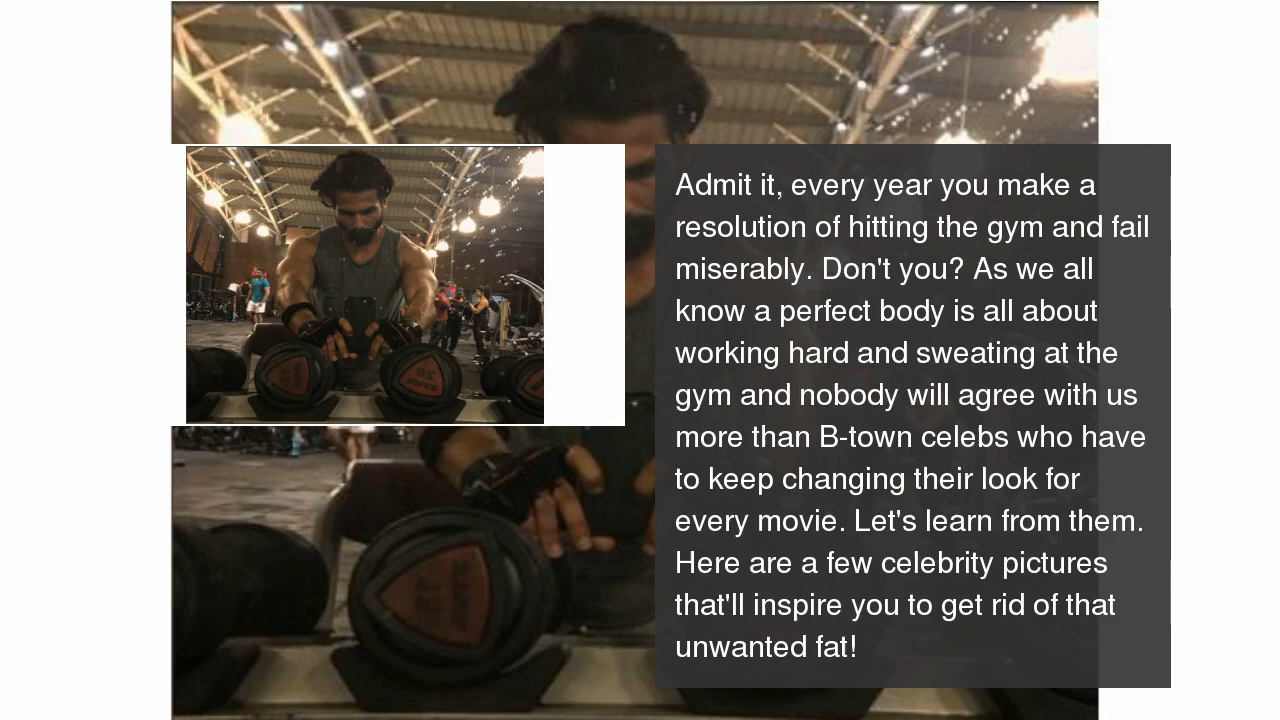 Admit it, every year you make a
resolution of hitting the gym and fail
miserably. Don't you? As we all
know a perfect body is all about
working hard and sweating at the
gym and nobody will agree with us
more than B-town celebs who have
to keep changing their look for
every movie. Let's learn from them.
Here are a few celebrity pictures
that'll inspire you to get rid of that
unwanted fat!